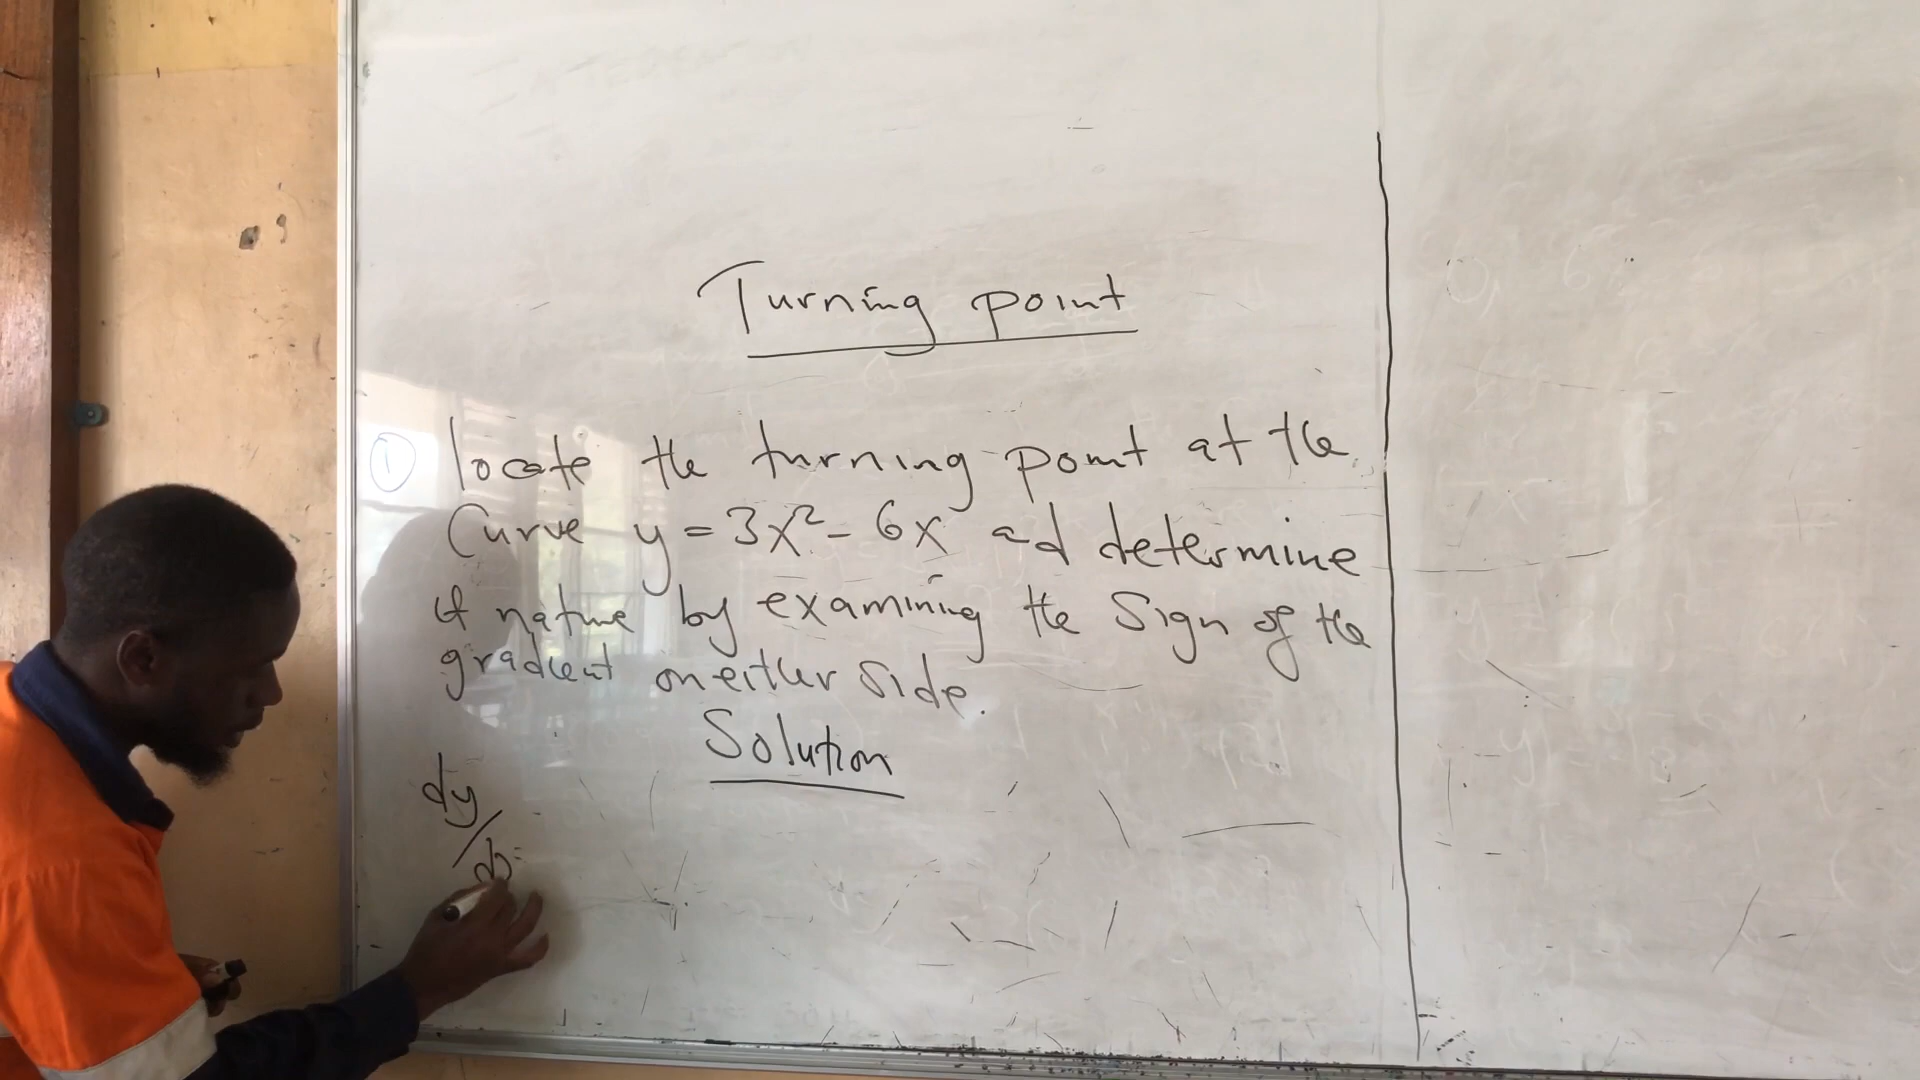 Turning point
① locate the turning point at the
Curve y = 3x² - 6x ad determine
it nature by examining the Sign of the
gradient on either side.
Solution
dy
/dx =